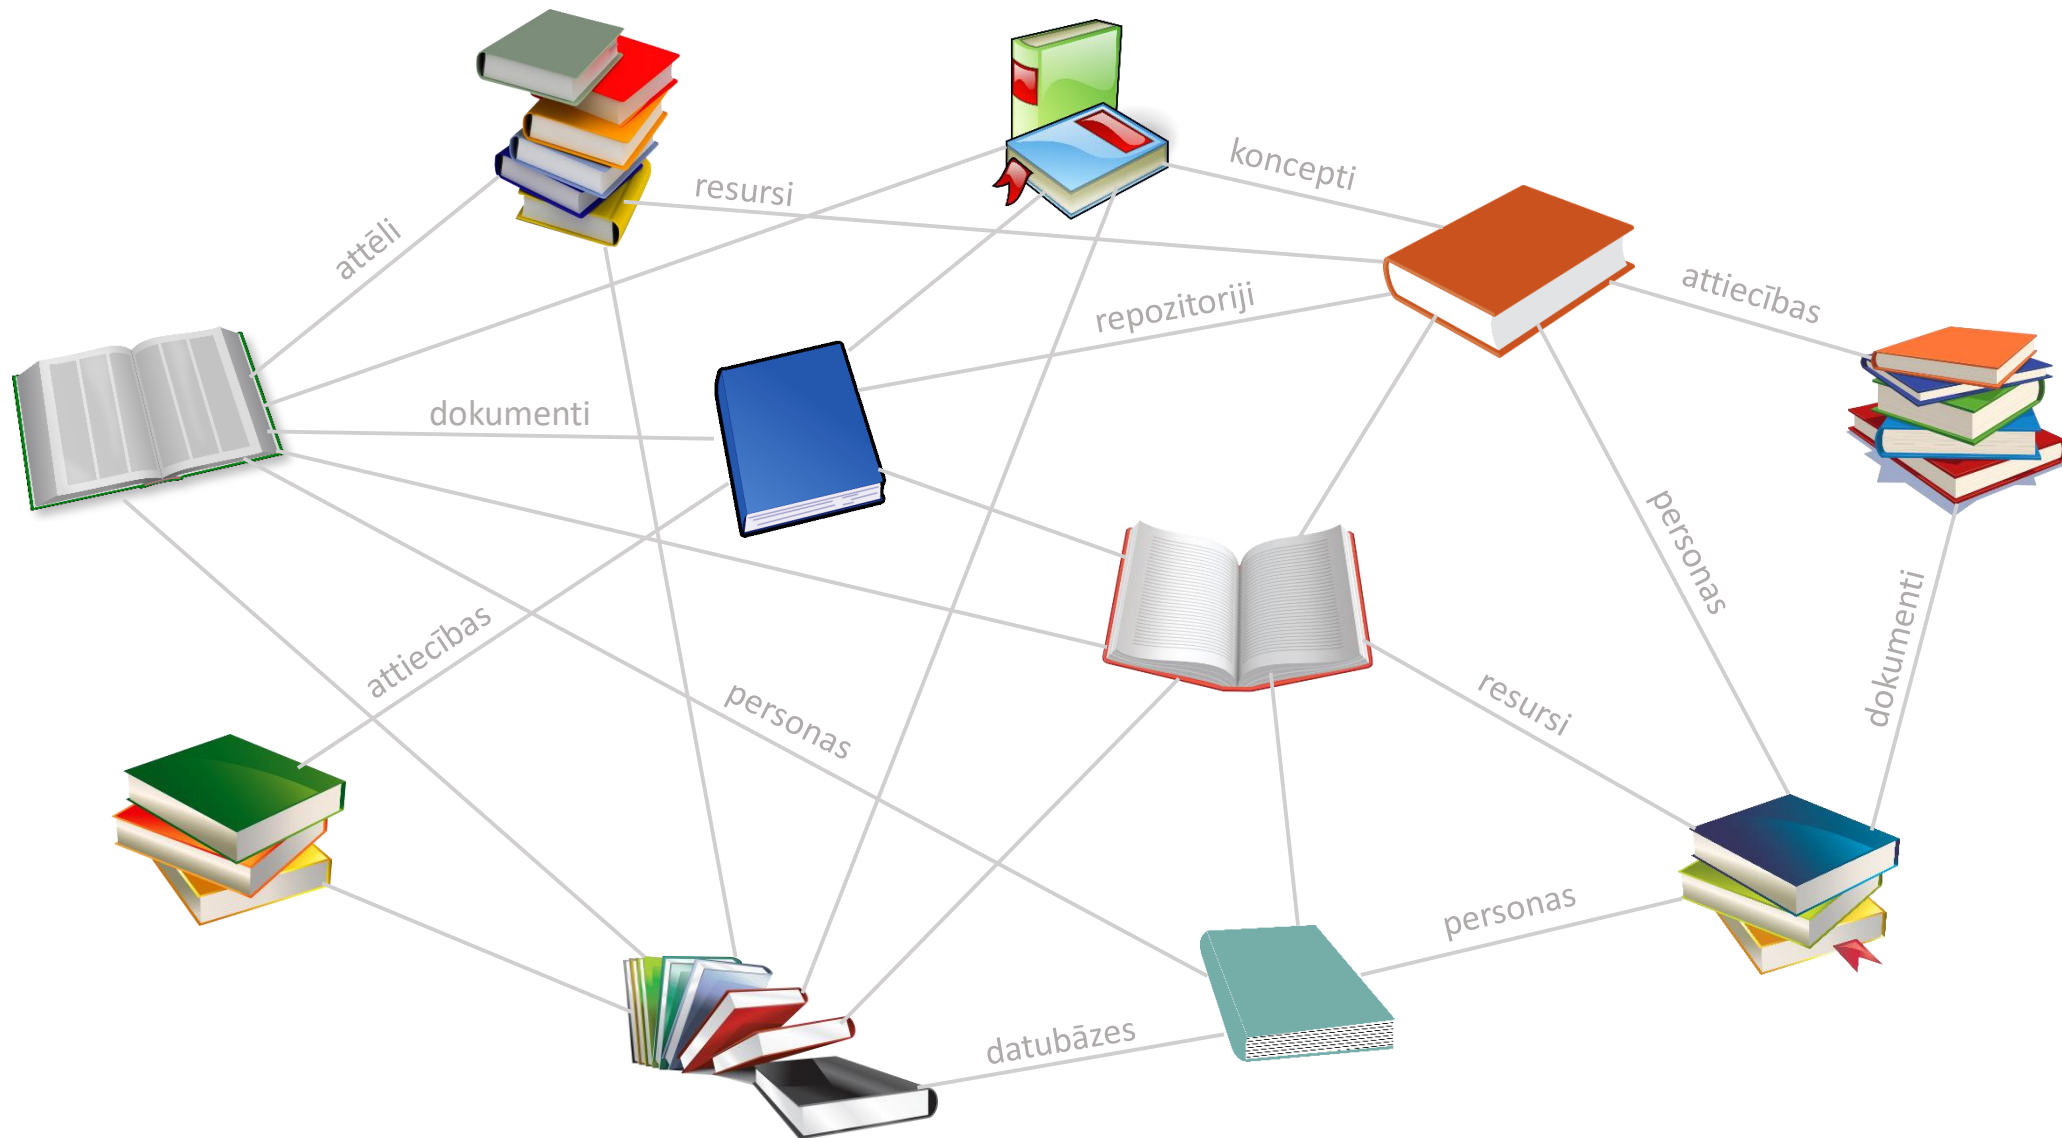 koncepti
resursi
attēli
attiecības
repozitoriji
dokumenti
personas
attiecības
dokumenti
resursi
personas
personas
datubāzes